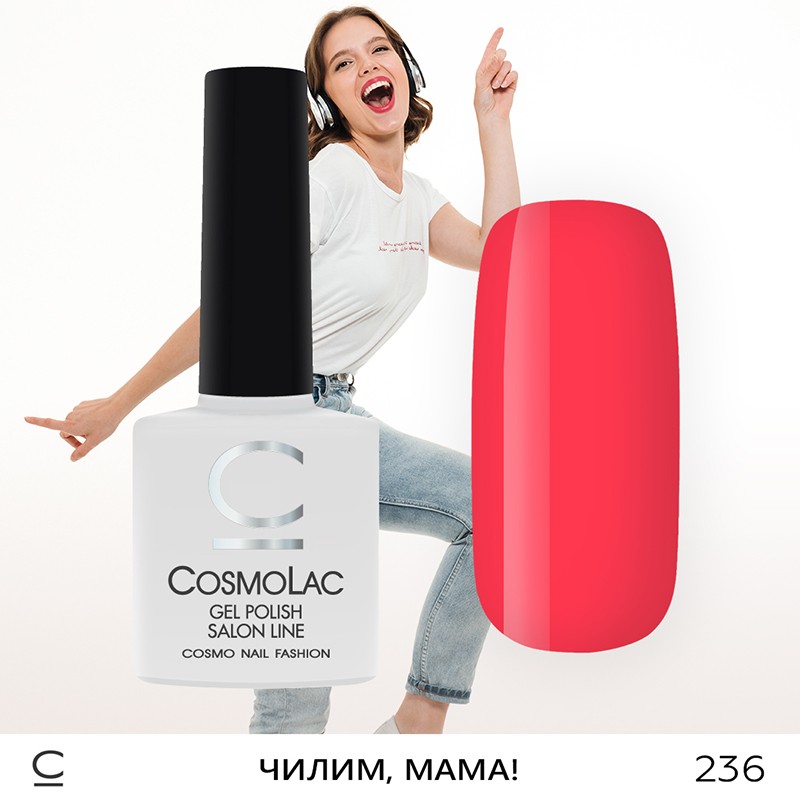 COSMOLAC
GEL POLISH
SALON LINE
COSMO NAIL FASHION
ЧИЛИМ, МАМА!
236